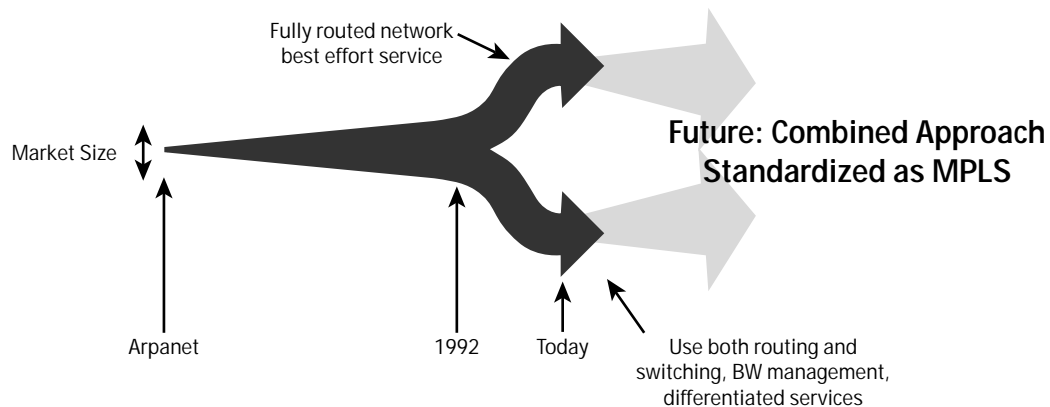 Fully routed network
best effort service
Market Size
Future: Combined Approach
Standardized as MPLS
Arpanet
1992
Today
Use both routing and
switching, BW management,
differentiated services